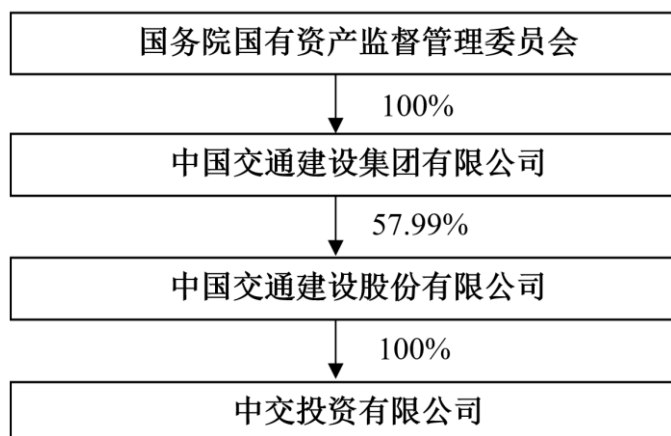 国务院国有资产监督管理委员会
100%
中国交通建设集团有限公司
57.99%
中国交通建设股份有限公司
100%
中交投资有限公司